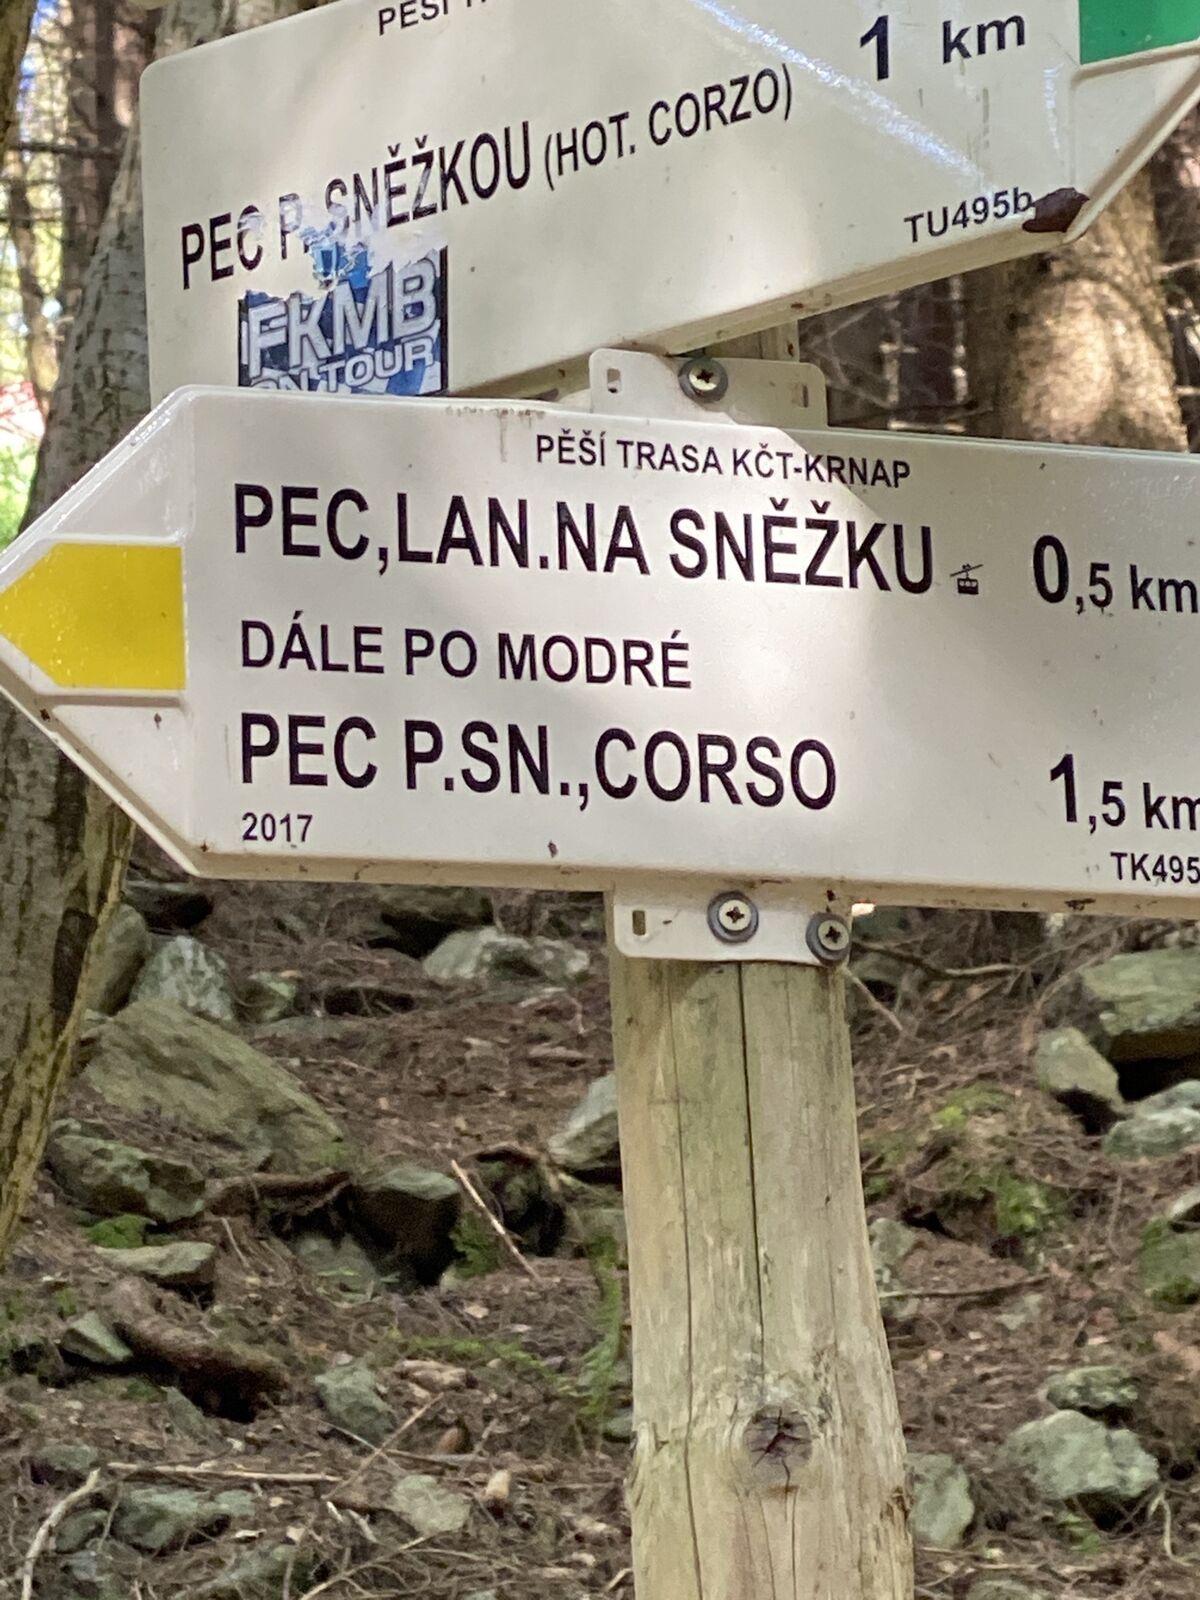 PĚŠÍ
1 km
PEC P. SNĚŽKOU (HOT. CORZO)
TU495b
FKMB
ON TOUR
PĚŠÍ TRASA KČT-KRNAP
PEC,LAN.NA SNĚŽKU 0,5 km
DÁLE PO MODRÉ
PEC P.SN.,CORSO 1,5 km
2017
TK495